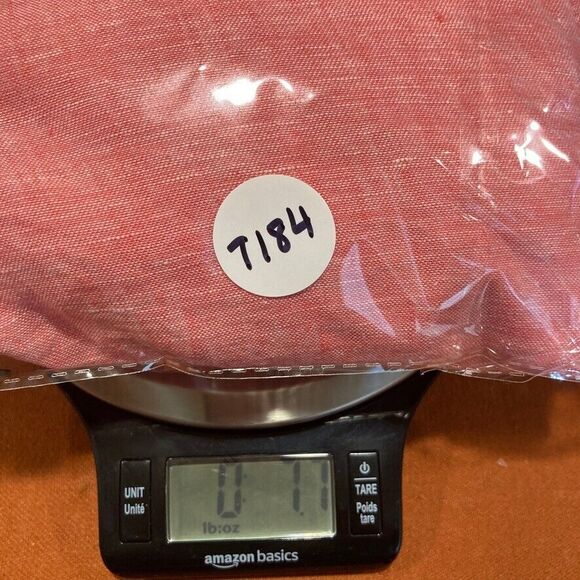 T184
UNIT
Unité
0: 7.1
lb:oz
TARE
Poids
tare
amazon basics